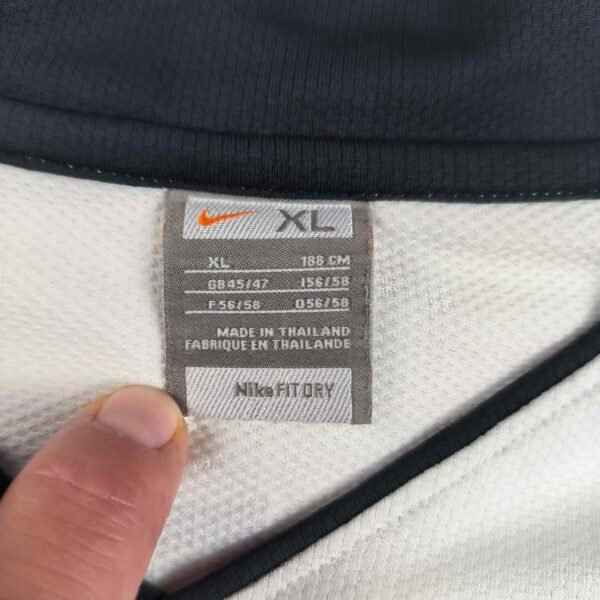 XL
XL 188 CM
GB45/47 I56/58
F56/58 D56/58
MADE IN THAILAND
FABRIQUE EN THAILANDE
Nike FIT DRY